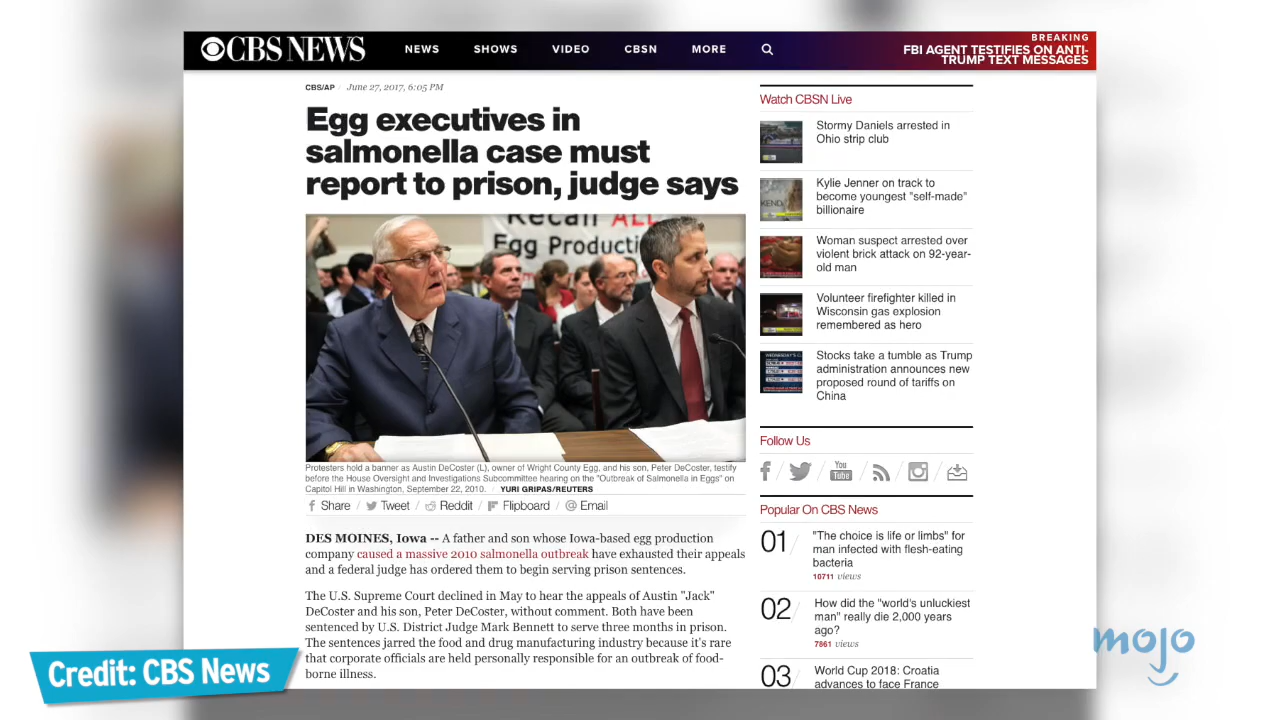 CBS NEWS
NEWS
SHOWS
VIDEO
CBSN
MORE
BREAKING
FBI AGENT TESTIFIES ON ANTI-
TRUMP TEXT MESSAGES
CBS/AP / June 27, 2017, 6:05 PM
Egg executives in
salmonella case must
report to prison, judge says
Recall ALL
Egg Producti
Protesters hold a banner as Austin DeCoster (L), owner of Wright County Egg, and his son, Peter DeCoster, testify
before the House Oversight and Investigations Subcommittee hearing on the "Outbreak of Salmonella in Eggs" on
Capitol Hill in Washington, September 22, 2010. / YURI GRIPAS/REUTERS
Share / Tweet / Reddit / Flipboard / Email
DES MOINES, Iowa -- A father and son whose Iowa-based egg production
company caused a massive 2010 salmonella outbreak have exhausted their appeals
and a federal judge has ordered them to begin serving prison sentences.
The U.S. Supreme Court declined in May to hear the appeals of Austin "Jack"
DeCoster and his son, Peter DeCoster, without comment. Both have been
sentenced by U.S. District Judge Mark Bennett to serve three months in prison.
The sentences jarred the food and drug manufacturing industry because it's rare
that corporate officials are held personally responsible for an outbreak of food-
borne illness.
Watch CBSN Live
Stormy Daniels arrested in
Ohio strip club
Kylie Jenner on track to
become youngest "self-made"
billionaire
Woman suspect arrested over
violent brick attack on 92-year-
old man
Volunteer firefighter killed in
Wisconsin gas explosion
remembered as hero
Stocks take a tumble as Trump
administration announces new
proposed round of tariffs on
China
Follow Us
You
Tube
Popular On CBS News
01
"The choice is life or limbs" for
man infected with flesh-eating
bacteria
10711 views
02
How did the "world's unluckiest
man" really die 2,000 years
ago?
7861 views
03
World Cup 2018: Croatia
advances to face France
Credit: CBS News
mojo